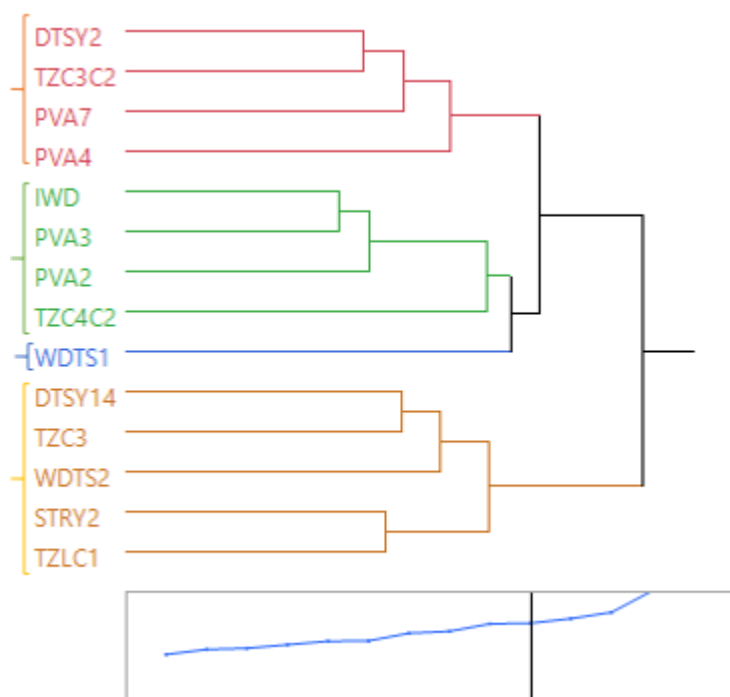 DTSY2
TZC3C2
PVA7
PVA4
IWD
PVA3
PVA2
TZC4C2
WDTS1
DTSY14
TZC3
WDTS2
STRY2
TZLC1